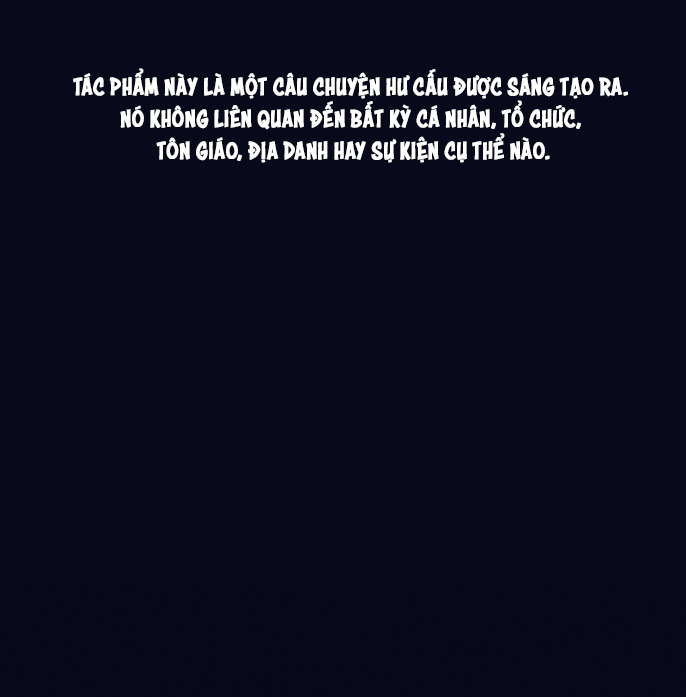 TÁC PHẨM NÀY LÀ MỘT CÂU CHUYỆN HƯ CẤU ĐƯỢC SÁNG TẠO RA.
NÓ KHÔNG LIÊN QUAN ĐẾN BẤT KỲ CÁ NHÂN, TỔ CHỨC,
TÔN GIÁO, ĐỊA DANH HAY SỰ KIỆN CỤ THỂ NÀO.